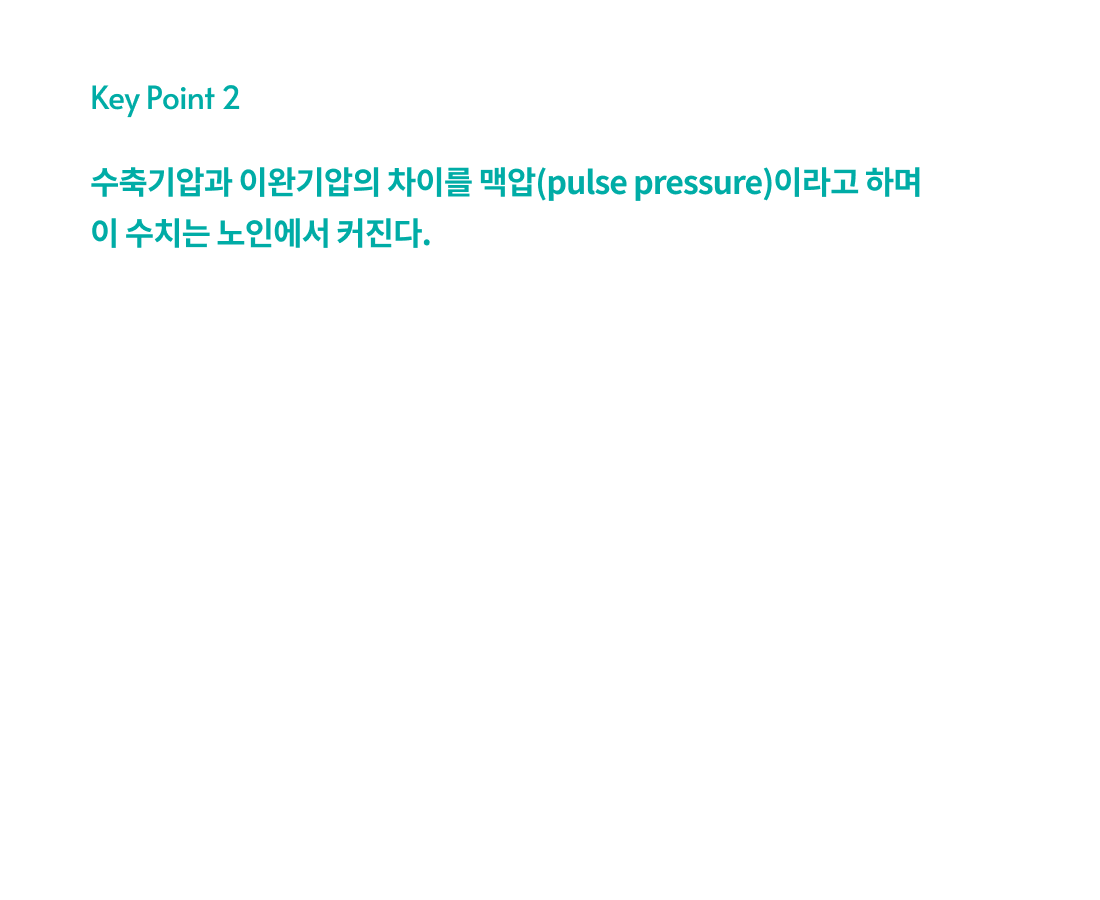 Key Point 2
수축기압과 이완기압의 차이를 맥압(pulse pressure)이라고 하며
이 수치는 노인에서 커진다.